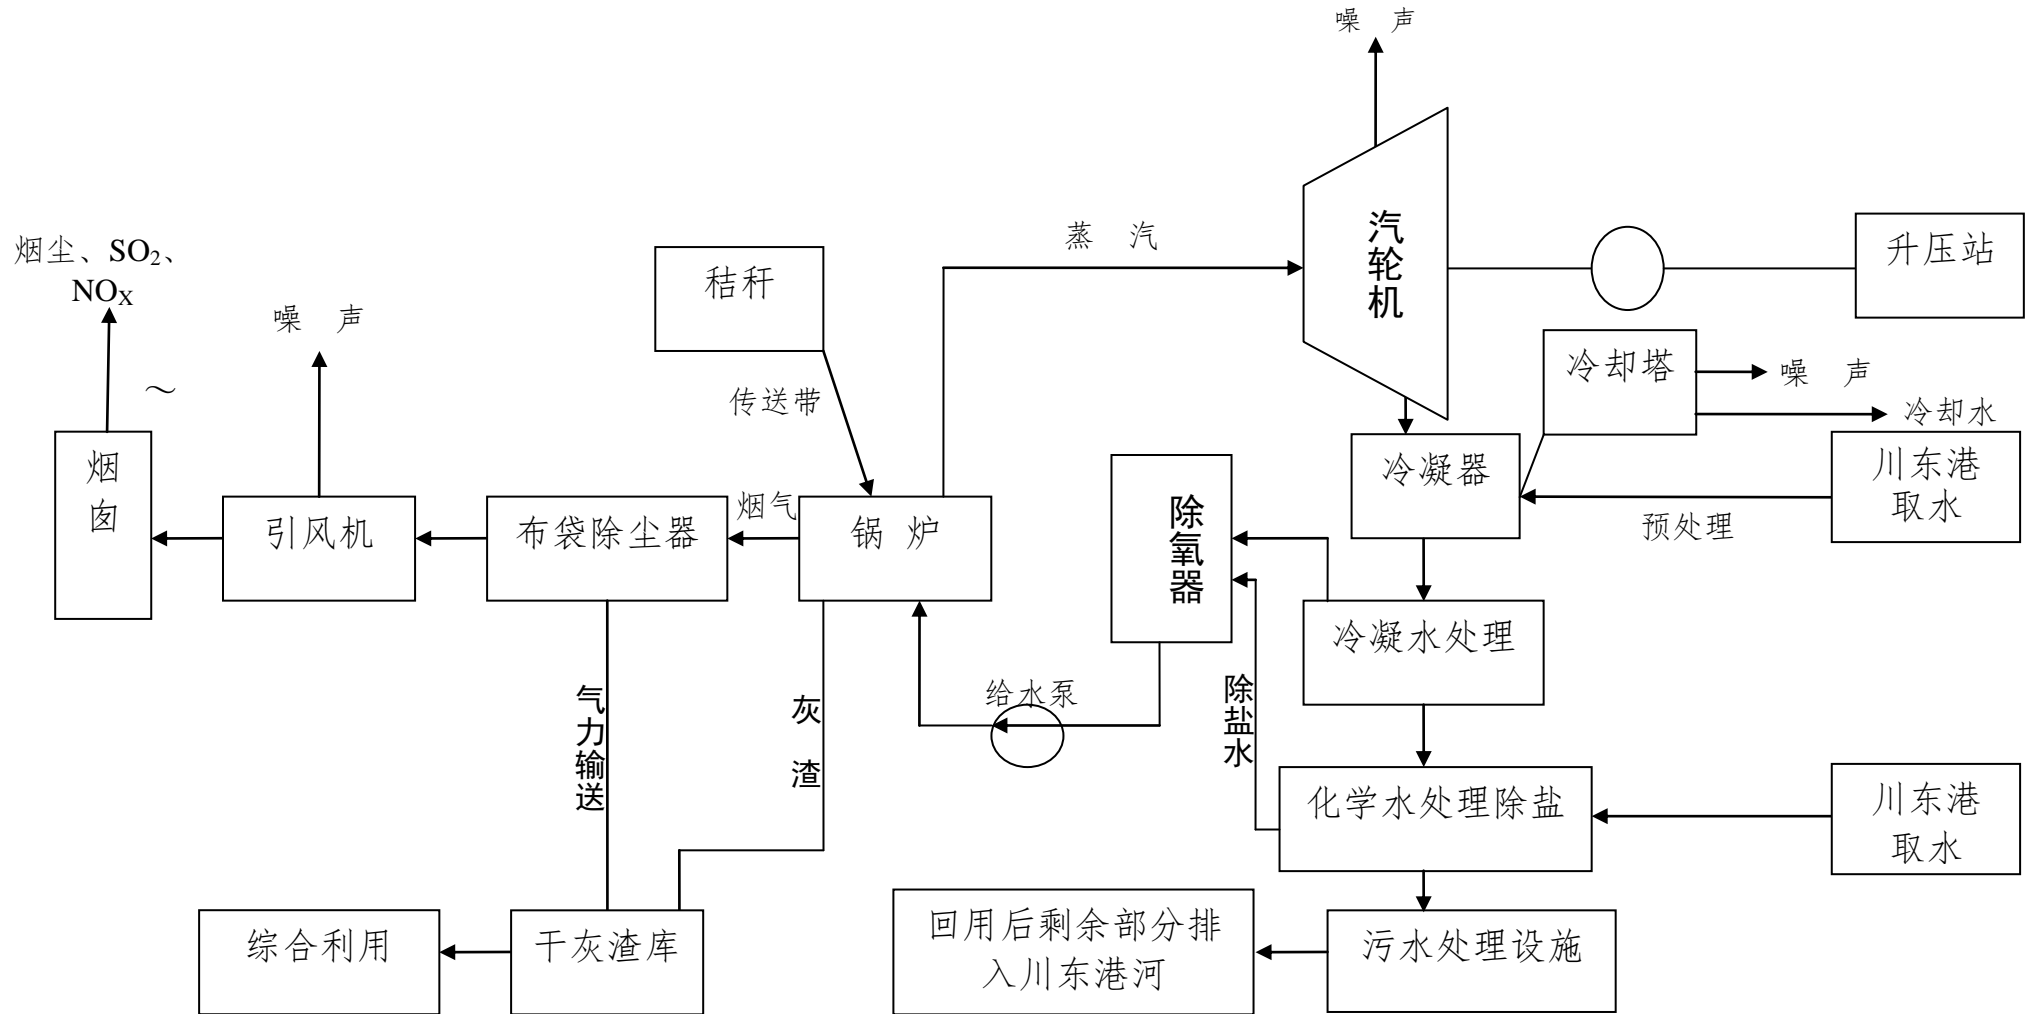 噪 声
汽轮机
蒸 汽
升压站
烟尘、SO₂、
NOX
秸秆
噪 声
冷却塔
噪 声
～
传送带
冷却水
烟囱
冷凝器
川东港
取水
烟气
引风机
布袋除尘器
锅 炉
除氧器
预处理
冷凝水处理
气力输送
灰 渣
给水泵
除盐水
化学水处理除盐
川东港
取水
综合利用
干灰渣库
回用后剩余部分排
入川东港河
污水处理设施